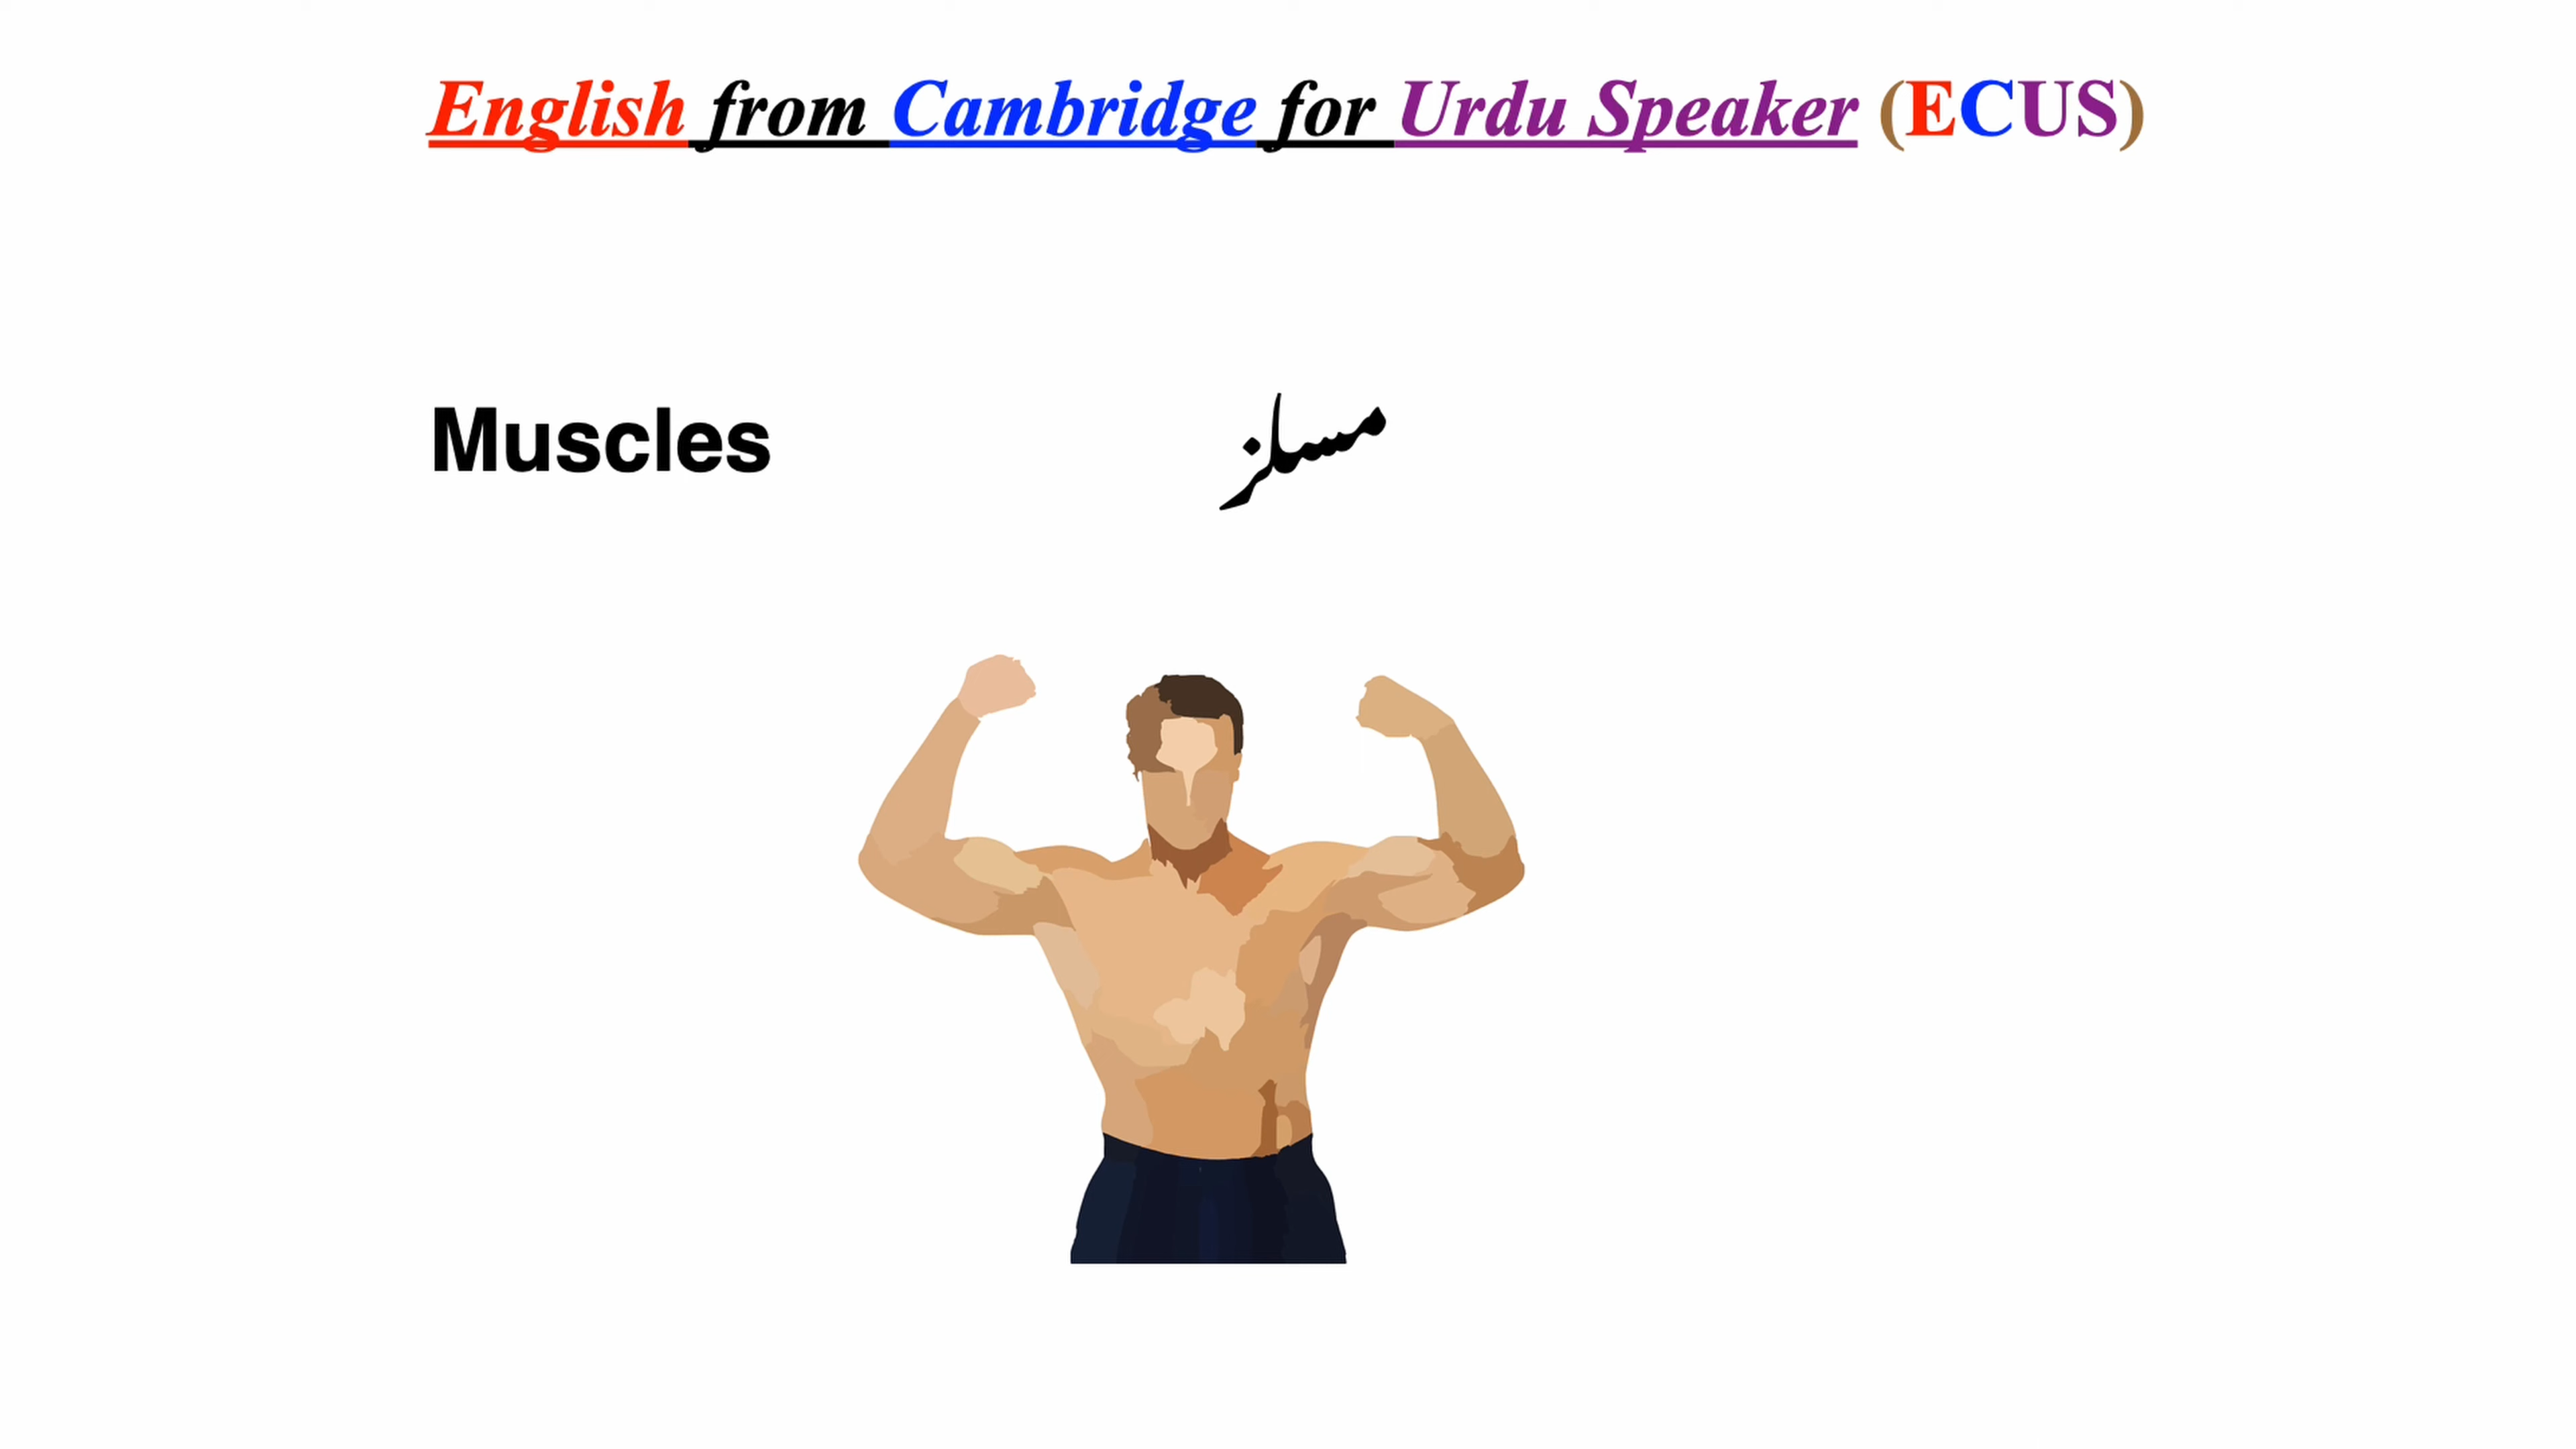 English from Cambridge for Urdu Speaker (ECUS)
Muscles مسلز